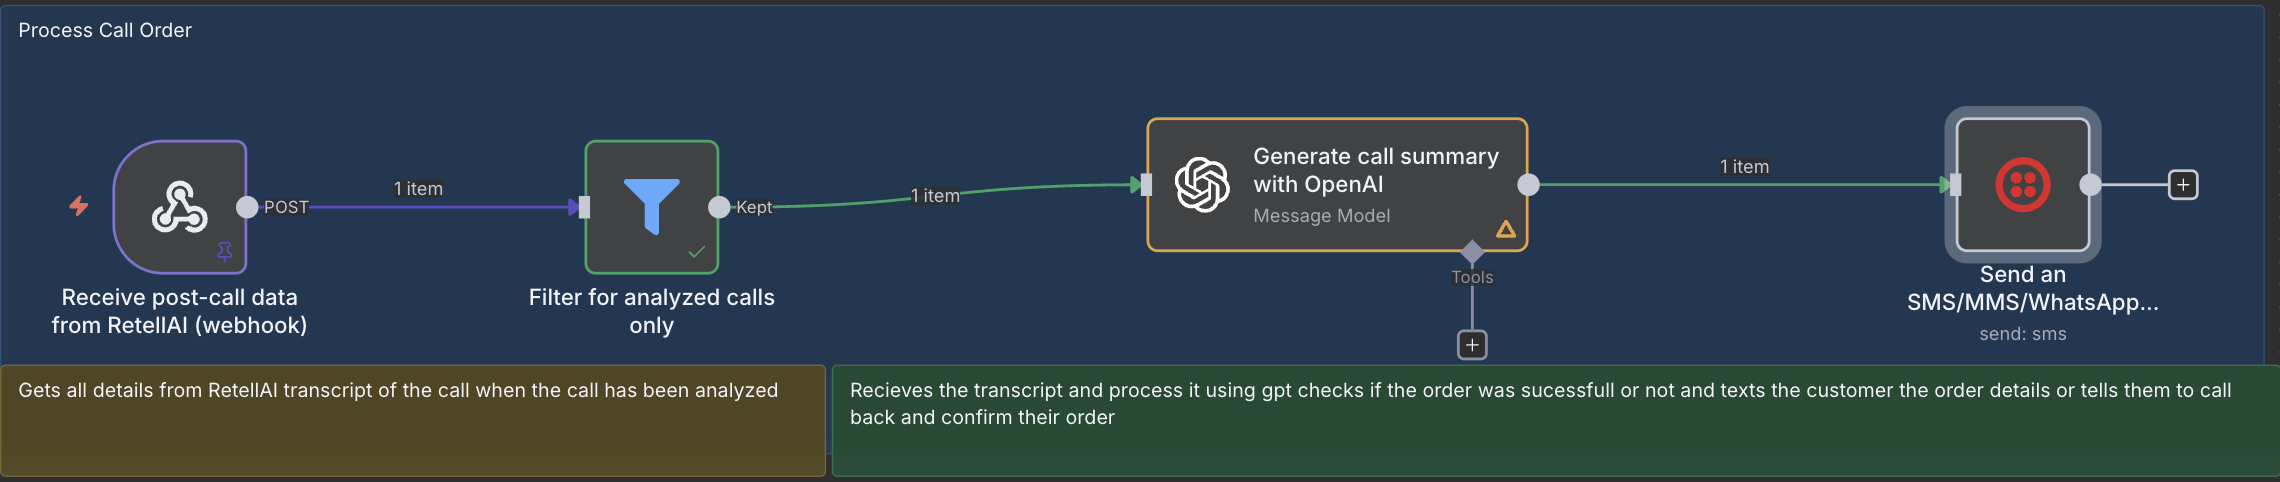 Process Call Order
POST
1 item
Kept
1 item
Generate call summary
with OpenAI
Message Model
Tools
1 item
Receive post-call data
from RetellAI (webhook)
Filter for analyzed calls
only
Send an
SMS/MMS/WhatsApp...
send: sms
Gets all details from RetellAI transcript of the call when the call has been analyzed
Recieves the transcript and process it using gpt checks if the order was sucessfull or not and texts the customer the order details or tells them to call
back and confirm their order